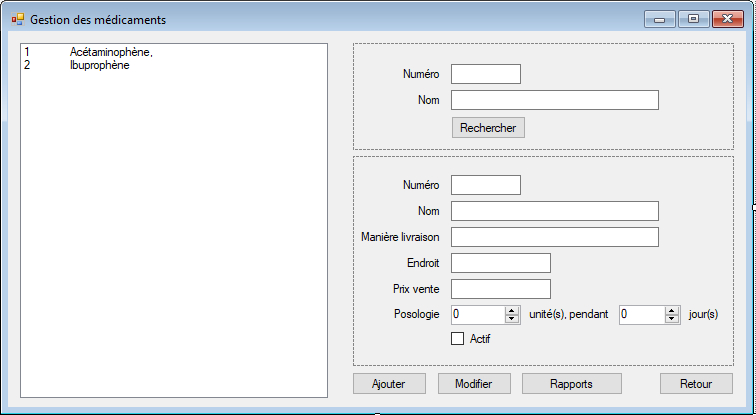 Gestion des médicaments
1 Acétaminophène,
2 Ibuprophène
Numéro
Nom
Rechercher
Numéro
Nom
Manière livraison
Endroit
Prix vente
Posologie 0 unité(s), pendant 0 jour(s)
Actif
Ajouter Modifier Rapports Retour